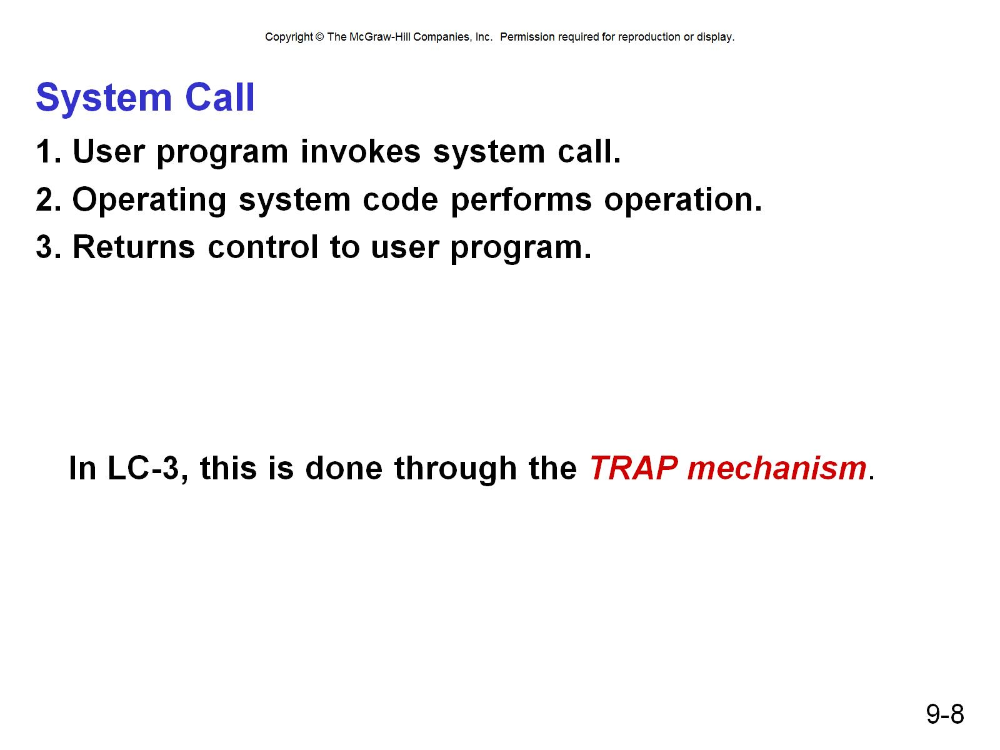 Copyright © The McGraw-Hill Companies, Inc.  Permission required for reproduction or display.
System Call
1. User program invokes system call.
2. Operating system code performs operation.
3. Returns control to user program.
In LC-3, this is done through the TRAP mechanism.
9-8